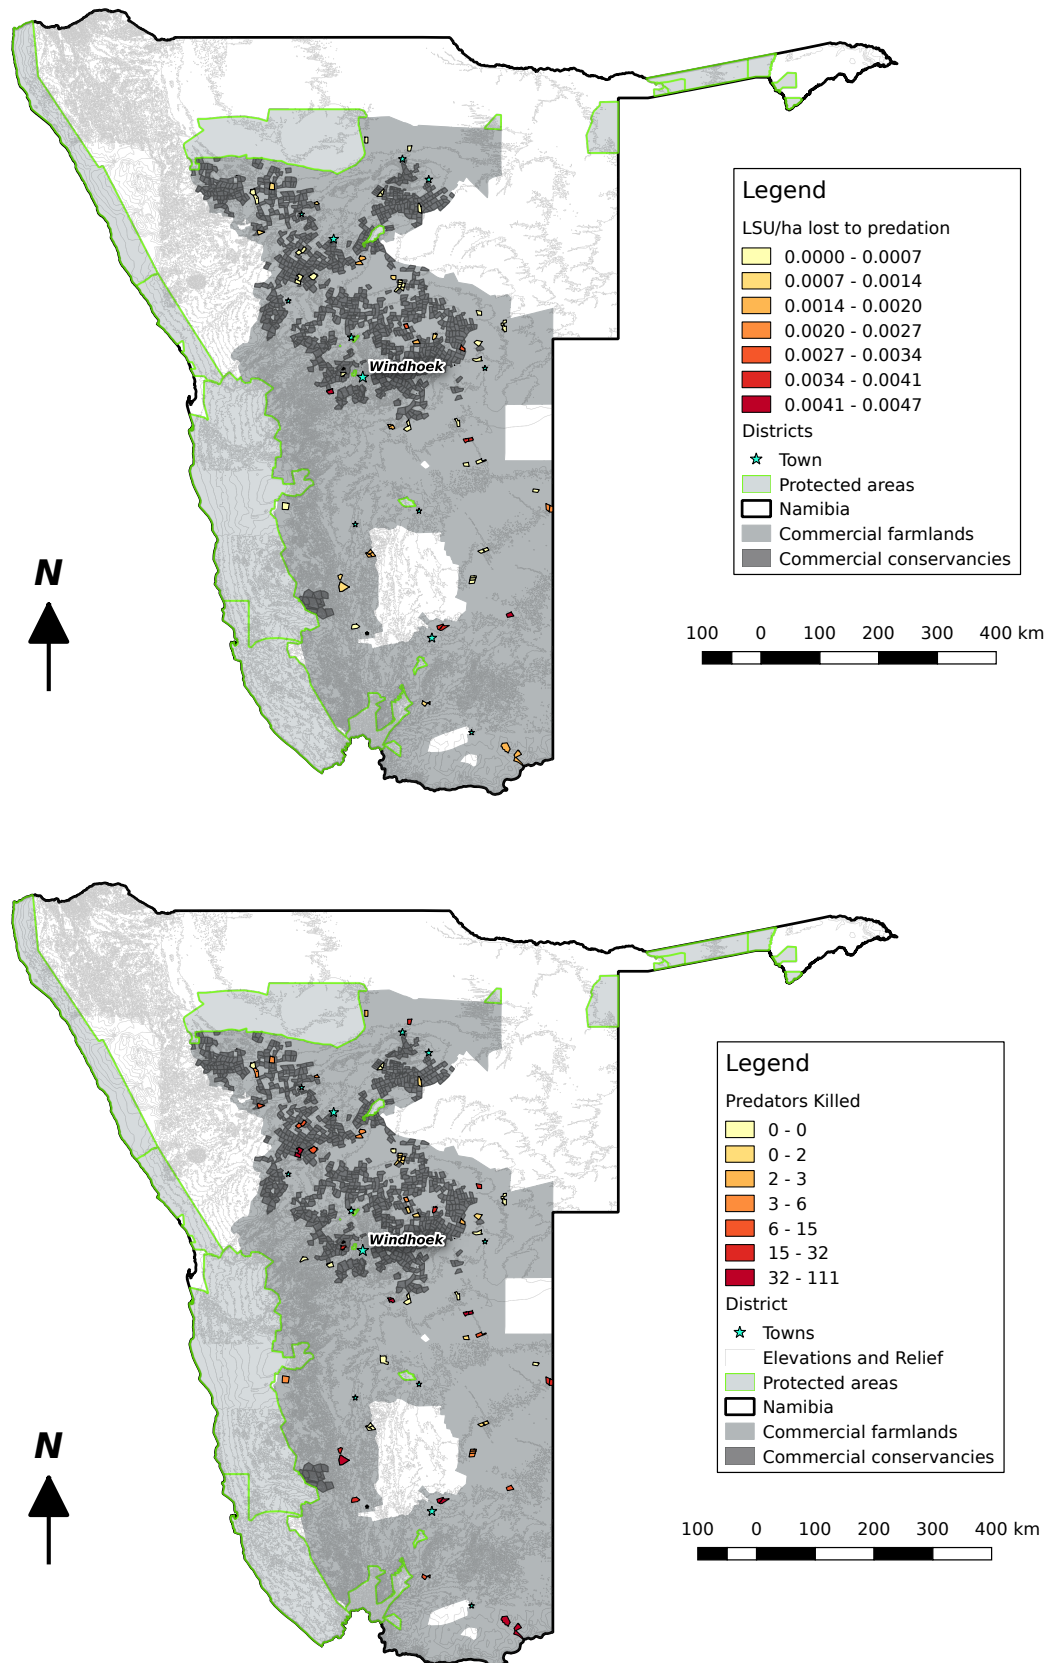 Legend
LSU/ha lost to predation
0.0000 - 0.0007
0.0007 - 0.0014
0.0014 - 0.0020
0.0020 - 0.0027
0.0027 - 0.0034
0.0034 - 0.0041
0.0041 - 0.0047
Districts
Town
Protected areas
Namibia
Commercial farmlands
Commercial conservancies
Windhoek
N
100 0 100 200 300 400 km
Legend
Predators Killed
0 - 0
0 - 2
2 - 3
3 - 6
6 - 15
15 - 32
32 - 111
District
Towns
Elevations and Relief
Protected areas
Namibia
Commercial farmlands
Commercial conservancies
Windhoek
N
100 0 100 200 300 400 km